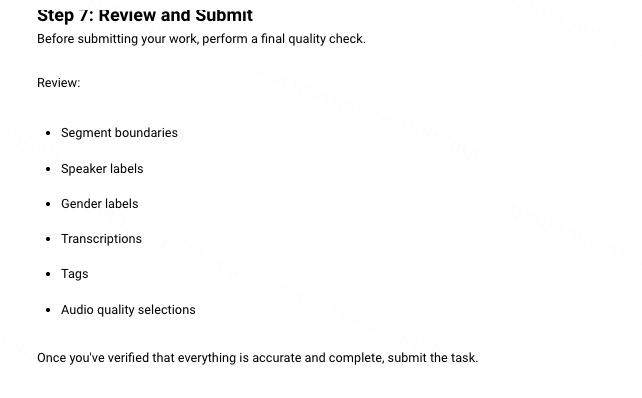 Step 7: Review and Submit
Before submitting your work, perform a final quality check.
Review:
• Segment boundaries
• Speaker labels
• Gender labels
• Transcriptions
• Tags
• Audio quality selections
Once you've verified that everything is accurate and complete, submit the task.